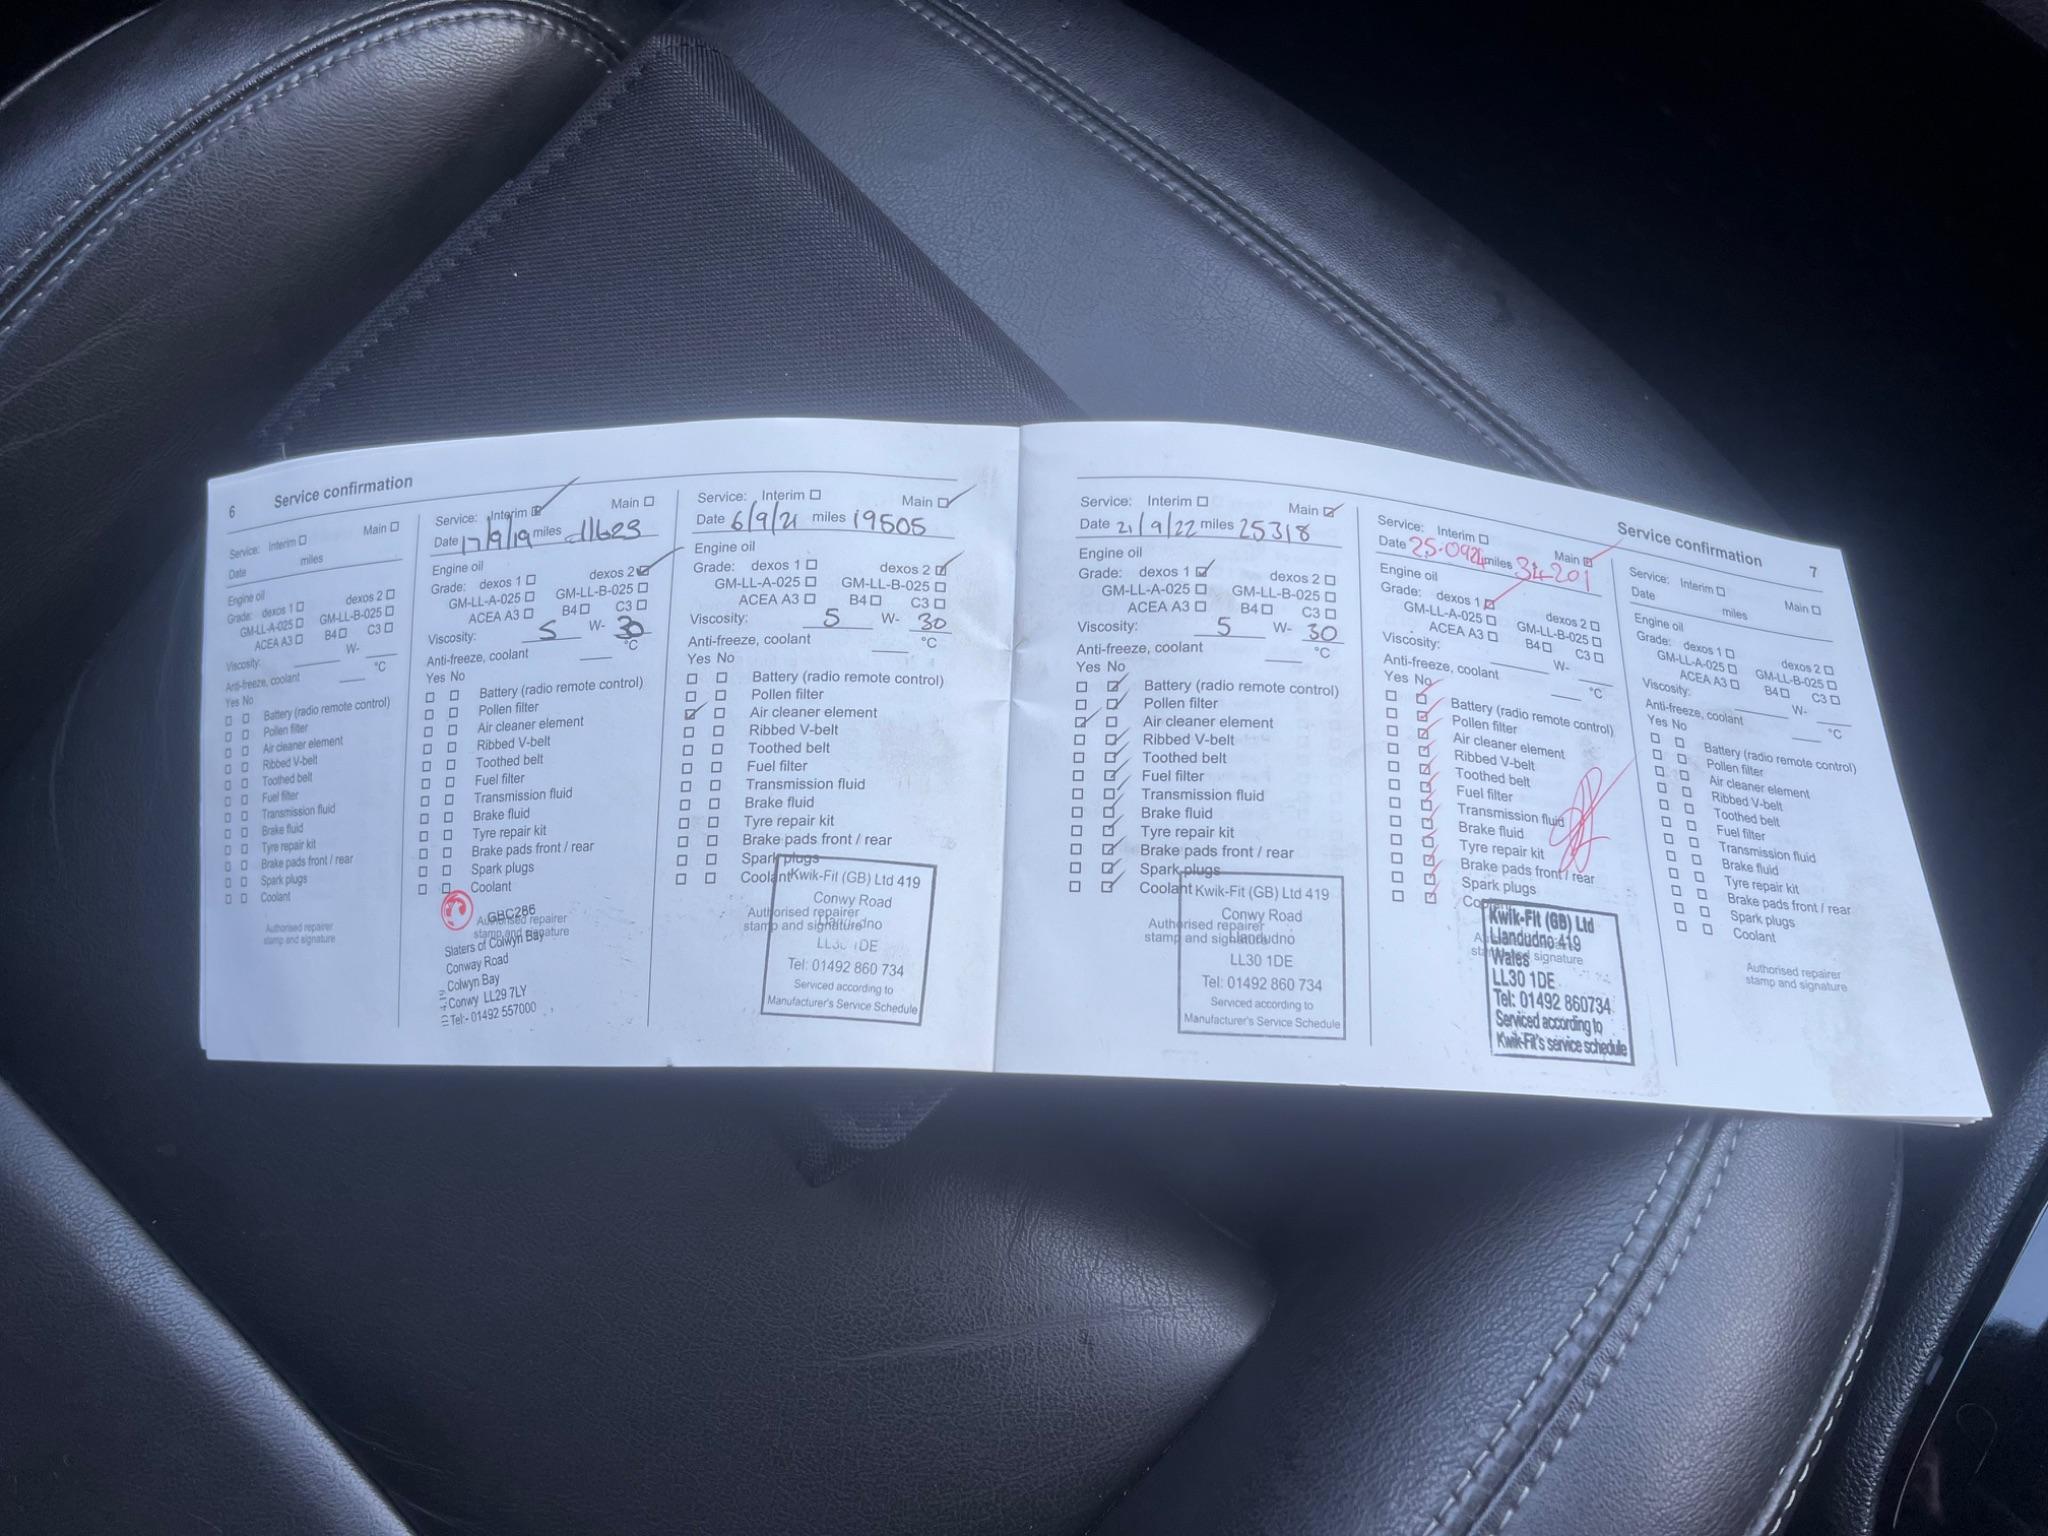 6 Service confirmation
Service: Interim Main
Date miles
Engine oil
Grade: dexos 1 dexos 2
GM-LL-A-025 GM-LL-B-025
ACEA A3 B4 C3
Viscosity: W-
Anti-freeze, coolant °C
Yes No
Battery (radio remote control)
Pollen filter
Air cleaner element
Ribbed V-belt
Toothed belt
Fuel filter
Transmission fluid
Brake fluid
Tyre repair kit
Brake pads front / rear
Spark plugs
Coolant
Authorised repairer
stamp and signature
Service: Interim Main
Date 17/9/19 miles 11623
Engine oil
Grade: dexos 1 dexos 2
GM-LL-A-025 GM-LL-B-025
ACEA A3 B4 C3
Viscosity: 5 W- 30
Anti-freeze, coolant °C
Yes No
Battery (radio remote control)
Pollen filter
Air cleaner element
Ribbed V-belt
Toothed belt
Fuel filter
Transmission fluid
Brake fluid
Tyre repair kit
Brake pads front / rear
Spark plugs
Coolant
GBC286
Authorised repairer
stamp and signature
Slaters of Colwyn Bay
Conway Road
Colwyn Bay
Conwy LL29 7LY
Tel:- 01492 557000
Service: Interim Main
Date 6/9/21 miles 19505
Engine oil
Grade: dexos 1 dexos 2
GM-LL-A-025 GM-LL-B-025
ACEA A3 B4 C3
Viscosity: 5 W- 30
Anti-freeze, coolant °C
Yes No
Battery (radio remote control)
Pollen filter
Air cleaner element
Ribbed V-belt
Toothed belt
Fuel filter
Transmission fluid
Brake fluid
Tyre repair kit
Brake pads front / rear
Spark plugs
Coolant
Authorised repairer
stamp and signature
Kwik-Fit (GB) Ltd 419
Conwy Road
Llandudno
LL30 1DE
Tel: 01492 860 734
Serviced according to
Manufacturer's Service Schedule
Service confirmation 7
Service: Interim Main
Date 21/9/22 miles 25318
Engine oil
Grade: dexos 1 dexos 2
GM-LL-A-025 GM-LL-B-025
ACEA A3 B4 C3
Viscosity: 5 W- 30
Anti-freeze, coolant °C
Yes No
Battery (radio remote control)
Pollen filter
Air cleaner element
Ribbed V-belt
Toothed belt
Fuel filter
Transmission fluid
Brake fluid
Tyre repair kit
Brake pads front / rear
Spark plugs
Coolant
Authorised repairer
stamp and signature
Kwik-Fit (GB) Ltd 419
Conwy Road
Llandudno
LL30 1DE
Tel: 01492 860 734
Serviced according to
Manufacturer's Service Schedule
Service: Interim Main
Date 25.0924 miles 34201
Engine oil
Grade: dexos 1 dexos 2
GM-LL-A-025 GM-LL-B-025
ACEA A3 B4 C3
Viscosity: W-
Anti-freeze, coolant °C
Yes No
Battery (radio remote control)
Pollen filter
Air cleaner element
Ribbed V-belt
Toothed belt
Fuel filter
Transmission fluid
Brake fluid
Tyre repair kit
Brake pads front / rear
Spark plugs
Kwik-Fit (GB) Ltd
Llandudno 419
Wales
LL30 1DE
Tel: 01492 860734
Serviced according to
Kwik-Fit's service schedule
signature
Service: Interim Main
Date miles
Engine oil
Grade: dexos 1 dexos 2
GM-LL-A-025 GM-LL-B-025
ACEA A3 B4 C3
Viscosity: W-
Anti-freeze, coolant °C
Yes No
Battery (radio remote control)
Pollen filter
Air cleaner element
Ribbed V-belt
Toothed belt
Fuel filter
Transmission fluid
Brake fluid
Tyre repair kit
Brake pads front / rear
Spark plugs
Coolant
Authorised repairer
stamp and signature